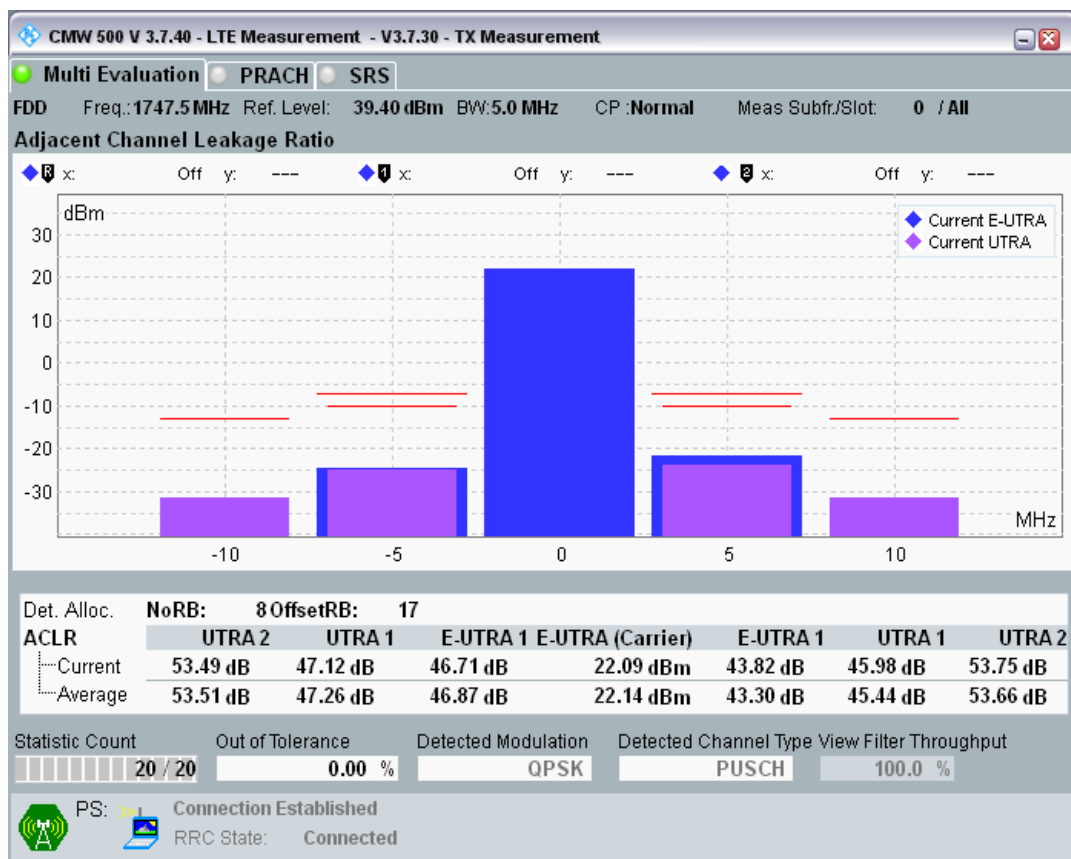 CMW 500 V 3.7.40 - LTE Measurement - V3.7.30 - TX Measurement
Multi Evaluation PRACH SRS
FDD Freq.:1747.5 MHz Ref. Level: 39.40 dBm BW:5.0 MHz CP :Normal Meas Subfr./Slot: 0 / All
Adjacent Channel Leakage Ratio
R x: Off y: --- 1 x: Off y: --- 2 x: Off y: ---
dBm
Current E-UTRA
Current UTRA
30
20
10
0
-10
-20
-30
MHz
-10 -5 0 5 10
Det. Alloc. NoRB: 8 OffsetRB: 17
ACLR UTRA 2 UTRA 1 E-UTRA 1 E-UTRA (Carrier) E-UTRA 1 UTRA 1 UTRA 2
Current 53.49 dB 47.12 dB 46.71 dB 22.09 dBm 43.82 dB 45.98 dB 53.75 dB
Average 53.51 dB 47.26 dB 46.87 dB 22.14 dBm 43.30 dB 45.44 dB 53.66 dB
Statistic Count Out of Tolerance Detected Modulation Detected Channel Type View Filter Throughput
20 / 20 0.00 % QPSK PUSCH 100.0 %
PS: Connection Established
RRC State: Connected